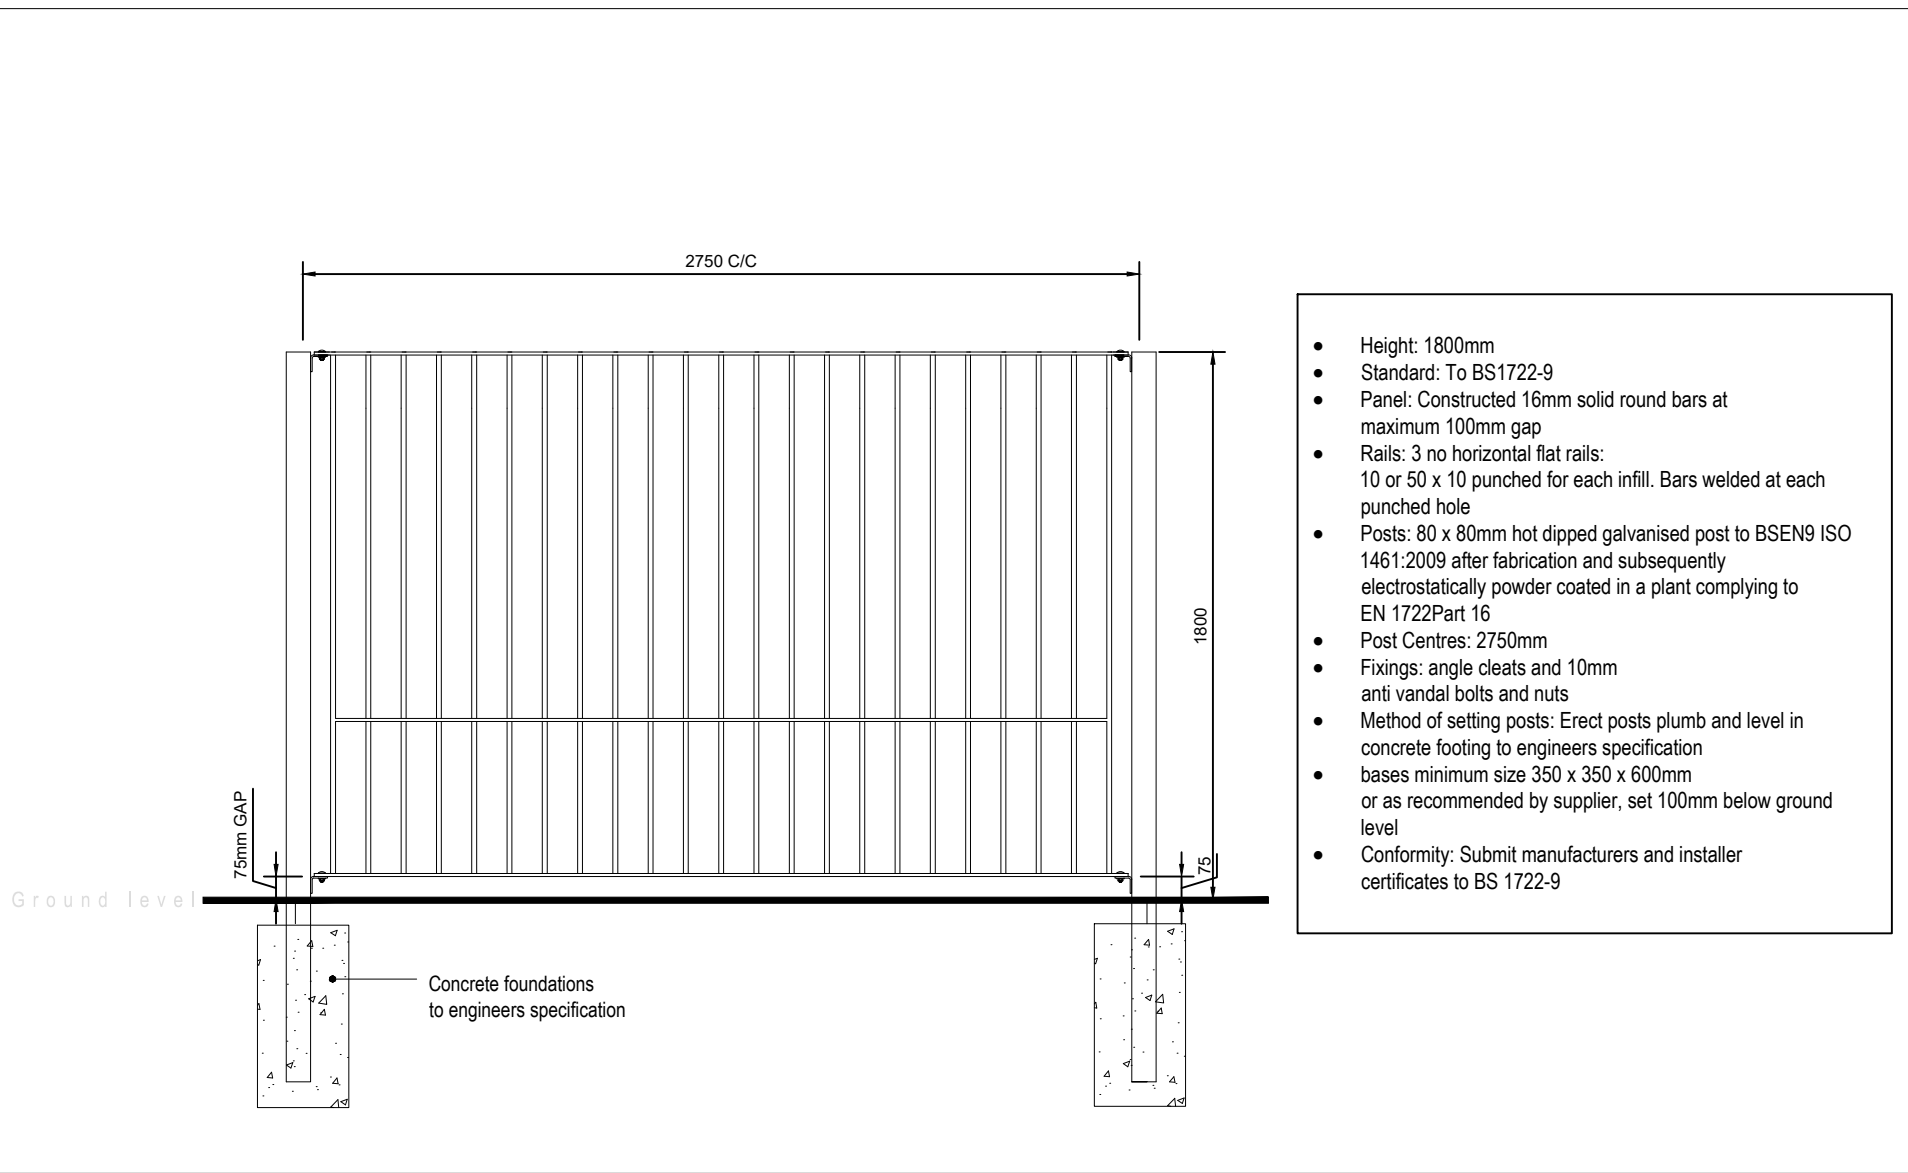 2750 C/C
1800
75mm GAP
75
Ground level
Concrete foundations
to engineers specification
• Height: 1800mm
• Standard: To BS1722-9
• Panel: Constructed 16mm solid round bars at
maximum 100mm gap
• Rails: 3 no horizontal flat rails:
10 or 50 x 10 punched for each infill. Bars welded at each
punched hole
• Posts: 80 x 80mm hot dipped galvanised post to BSEN9 ISO
1461:2009 after fabrication and subsequently
electrostatically powder coated in a plant complying to
EN 1722Part 16
• Post Centres: 2750mm
• Fixings: angle cleats and 10mm
anti vandal bolts and nuts
• Method of setting posts: Erect posts plumb and level in
concrete footing to engineers specification
• bases minimum size 350 x 350 x 600mm
or as recommended by supplier, set 100mm below ground
level
• Conformity: Submit manufacturers and installer
certificates to BS 1722-9